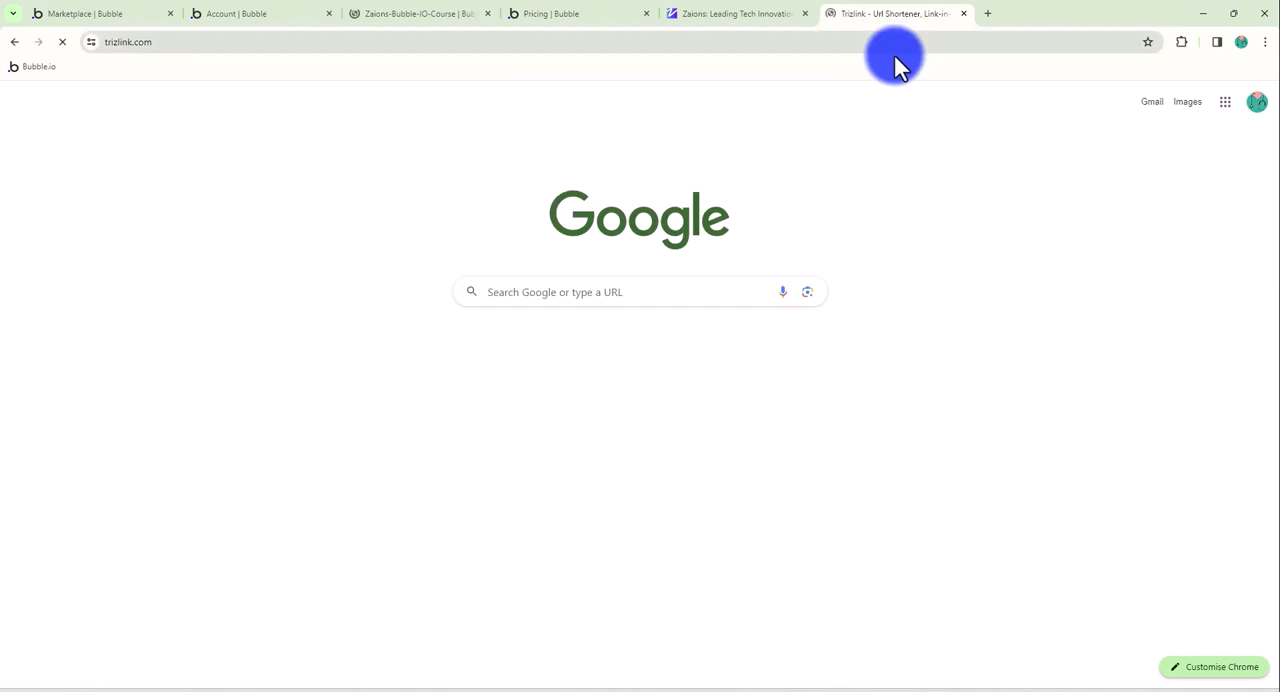 Marketplace | Bubble
Account | Bubble
Zaions-Bubble-IO-Course | Bub
Pricing | Bubble
Zaions: Leading Tech Innovatio
Trizlink - Url Shortener, Link-in-
trizlink.com
Bubble.io
Gmail
Images
Google
Search Google or type a URL
Customise Chrome